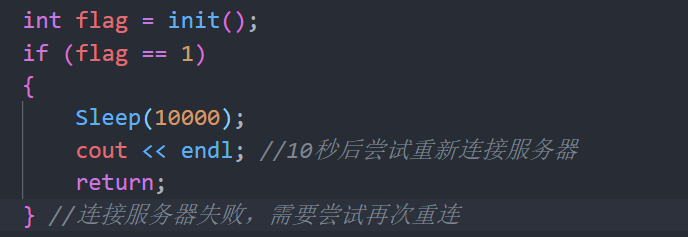 int flag = init();
if (flag == 1)
{
    Sleep(10000);
    cout << endl; //10秒后尝试重新连接服务器
    return;
} //连接服务器失败，需要尝试再次重连